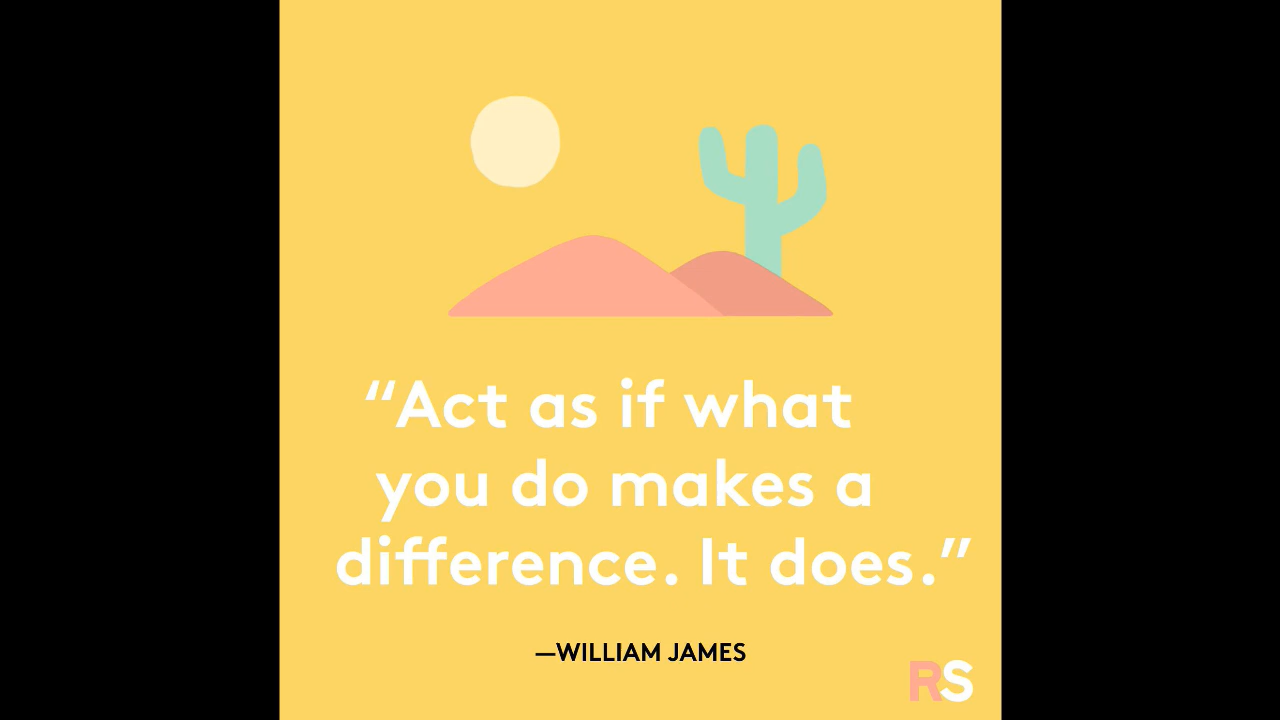 “Act as if what
you do makes a
difference. It does.”
—WILLIAM JAMES
RS